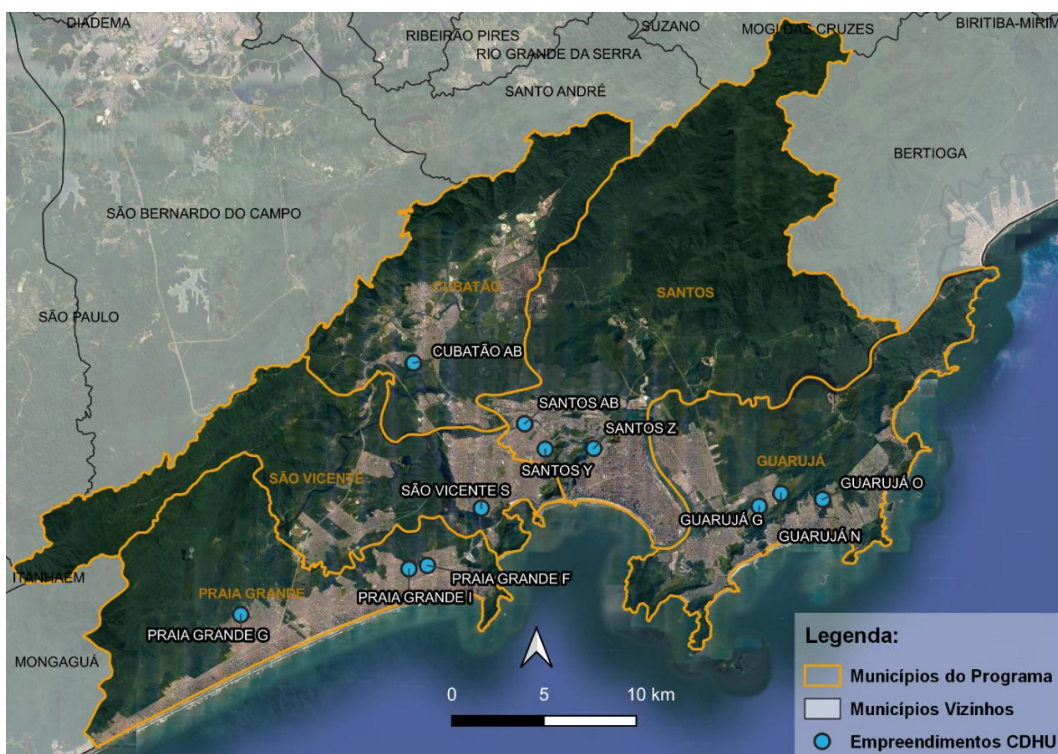 DIADEMA
RIBEIRÃO PIRES
SUZANO
MOGI DAS CRUZES
BIRITIBA-MIRIM
RIO GRANDE DA SERRA
SANTO ANDRÉ
BERTIOGA
SÃO BERNARDO DO CAMPO
CUBATÃO
SANTOS
SÃO PAULO
CUBATÃO AB
SANTOS AB
SANTOS Z
SANTOS Y
GUARUJÁ
SÃO VICENTE
SÃO VICENTE S
GUARUJÁ O
GUARUJÁ G
GUARUJÁ N
ITANHAÉM
PRAIA GRANDE
PRAIA GRANDE F
PRAIA GRANDE I
PRAIA GRANDE G
MONGAGUÁ
0 5 10 km
Legenda:
Municípios do Programa
Municípios Vizinhos
Empreendimentos CDHU